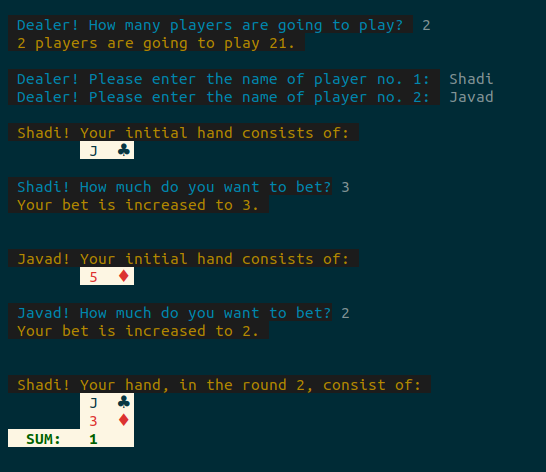 Dealer! How many players are going to play? 2
2 players are going to play 21.
Dealer! Please enter the name of player no. 1: Shadi
Dealer! Please enter the name of player no. 2: Javad
Shadi! Your initial hand consists of:
J ♣
Shadi! How much do you want to bet? 3
Your bet is increased to 3.
Javad! Your initial hand consists of:
5 ♦
Javad! How much do you want to bet? 2
Your bet is increased to 2.
Shadi! Your hand, in the round 2, consist of:
J ♣
3 ♦
SUM: 1